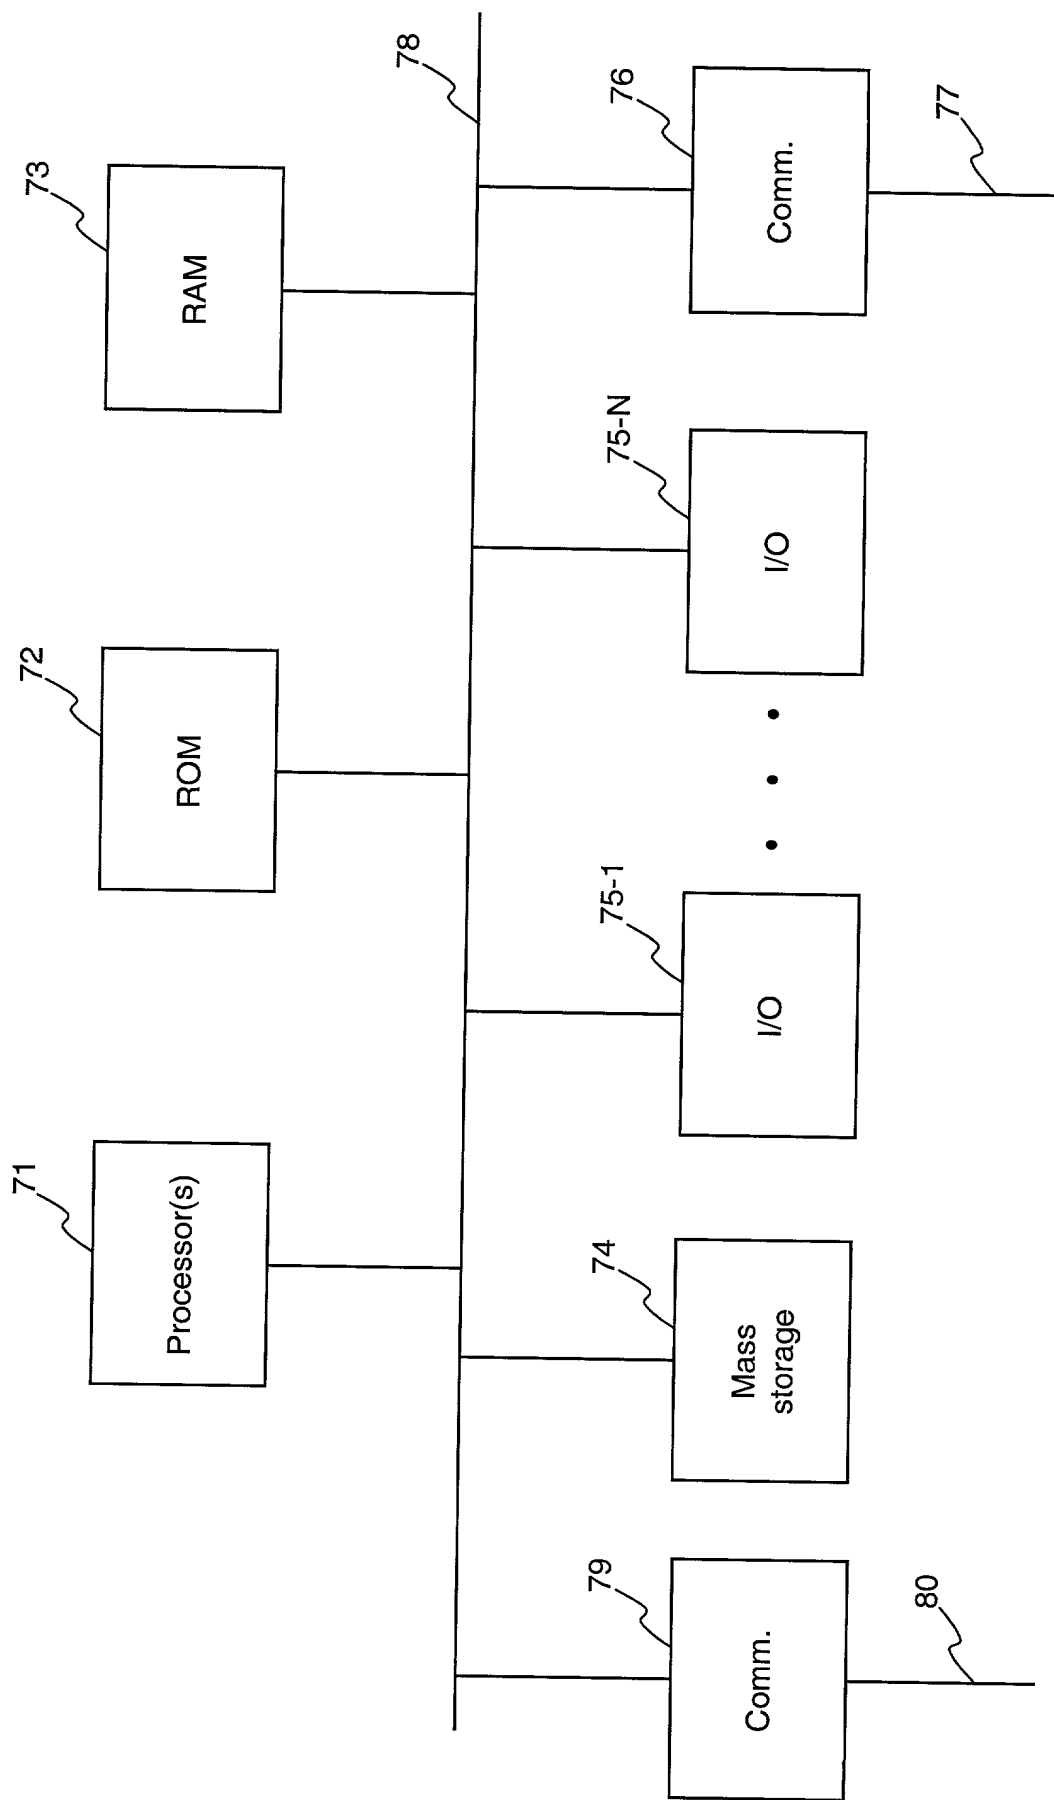 71
Processor(s)
72
ROM
73
RAM
78
79
Comm.
80
74
Mass
storage
75-1
I/O
75-N
I/O
76
Comm.
77